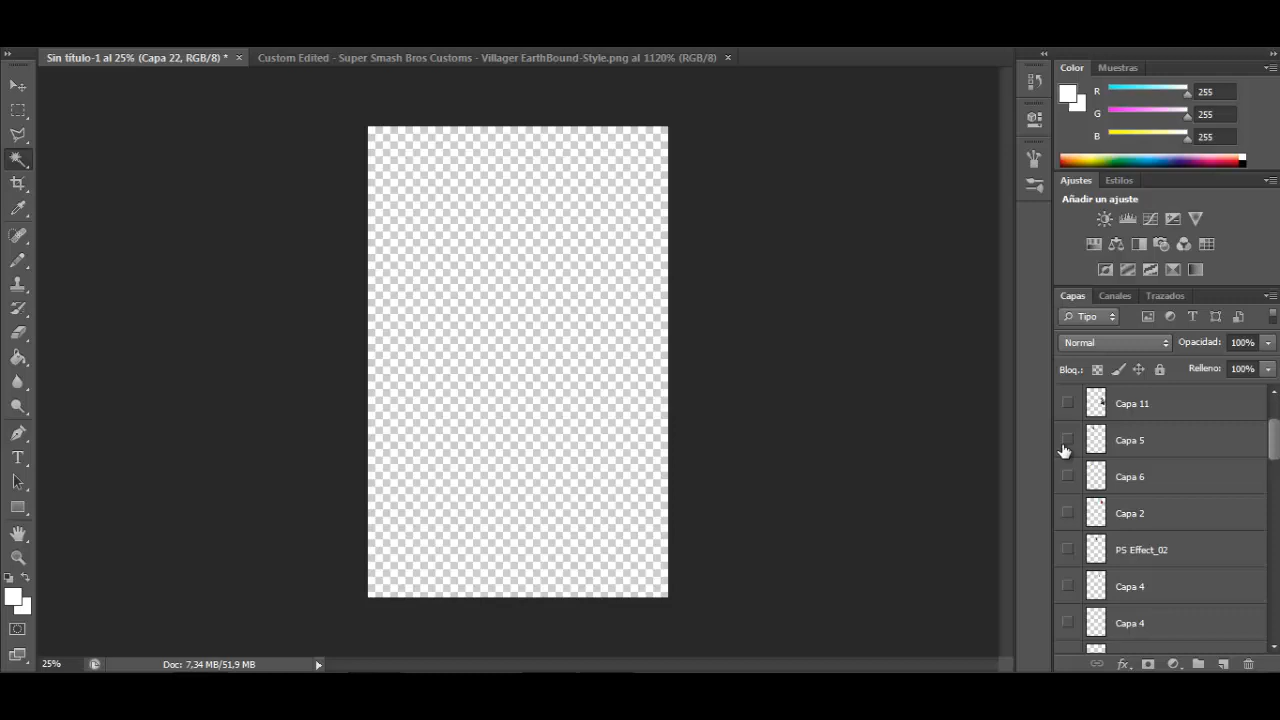 Sin título-1 al 25% (Capa 22, RGB/8) * × Custom Edited - Super Smash Bros Customs - Villager EarthBound-Style.png al 1120% (RGB/8) ×
Color Muestras
R 255
G 255
B 255
Ajustes Estilos
Añadir un ajuste
Capas Canales Trazados
Tipo
Normal Opacidad: 100%
Bloq.: Relleno: 100%
Capa 11
Capa 5
Capa 6
Capa 2
PS Effect_02
Capa 4
Capa 4
25% Doc: 7,34 MB/51,9 MB